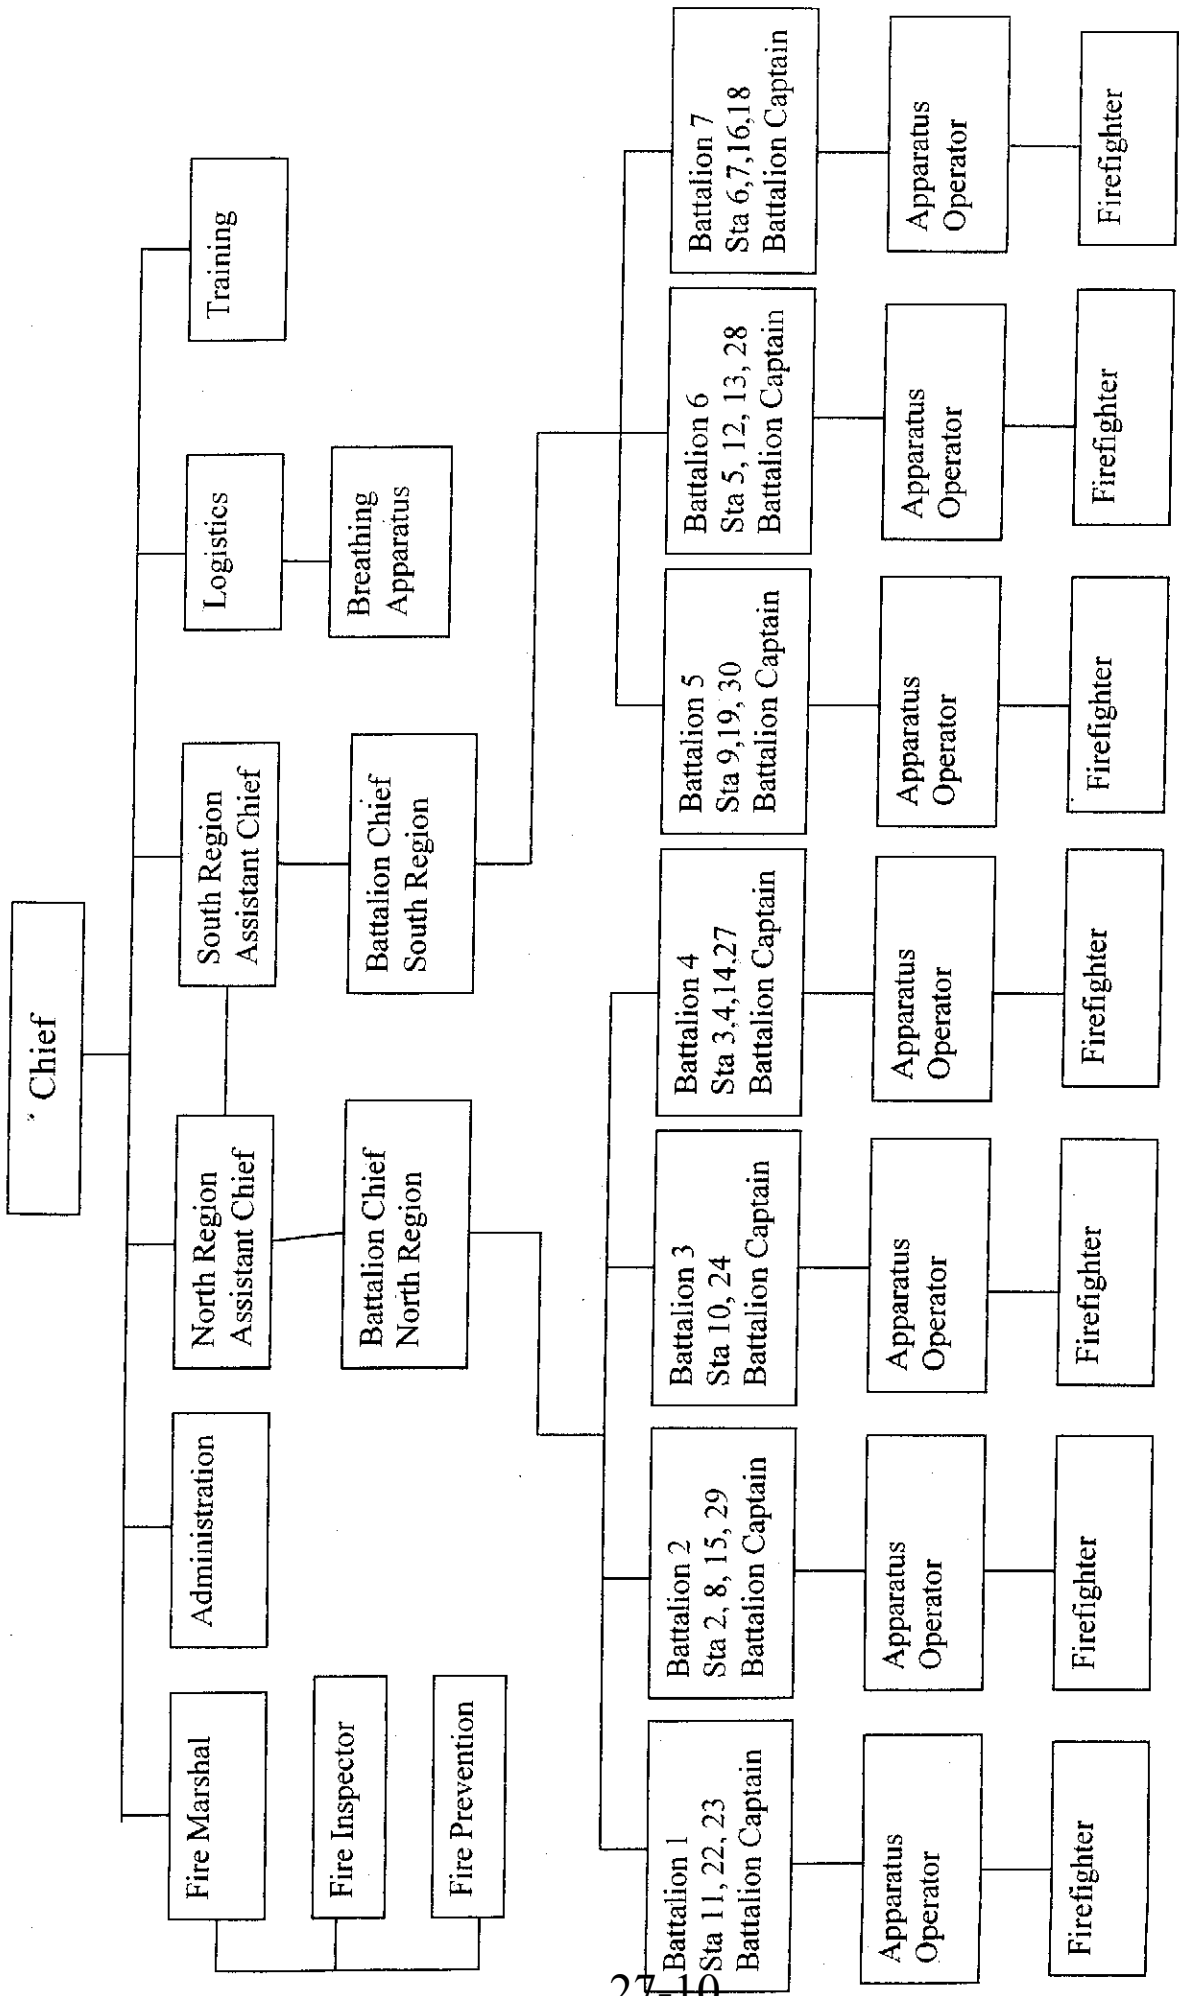 Chief
Fire Marshal
Administration
North Region
Assistant Chief
South Region
Assistant Chief
Logistics
Training
Fire Inspector
Fire Prevention
Battalion Chief
North Region
Battalion Chief
South Region
Breathing
Apparatus
Battalion 1
Sta 11, 22, 23
Battalion Captain
Battalion 2
Sta 2, 8, 15, 29
Battalion Captain
Battalion 3
Sta 10, 24
Battalion Captain
Battalion 4
Sta 3,4,14,27
Battalion Captain
Battalion 5
Sta 9,19, 30
Battalion Captain
Battalion 6
Sta 5, 12, 13, 28
Battalion Captain
Battalion 7
Sta 6,7,16,18
Battalion Captain
Apparatus
Operator
Apparatus
Operator
Apparatus
Operator
Apparatus
Operator
Apparatus
Operator
Apparatus
Operator
Apparatus
Operator
Firefighter
Firefighter
Firefighter
Firefighter
Firefighter
Firefighter
Firefighter
27-10